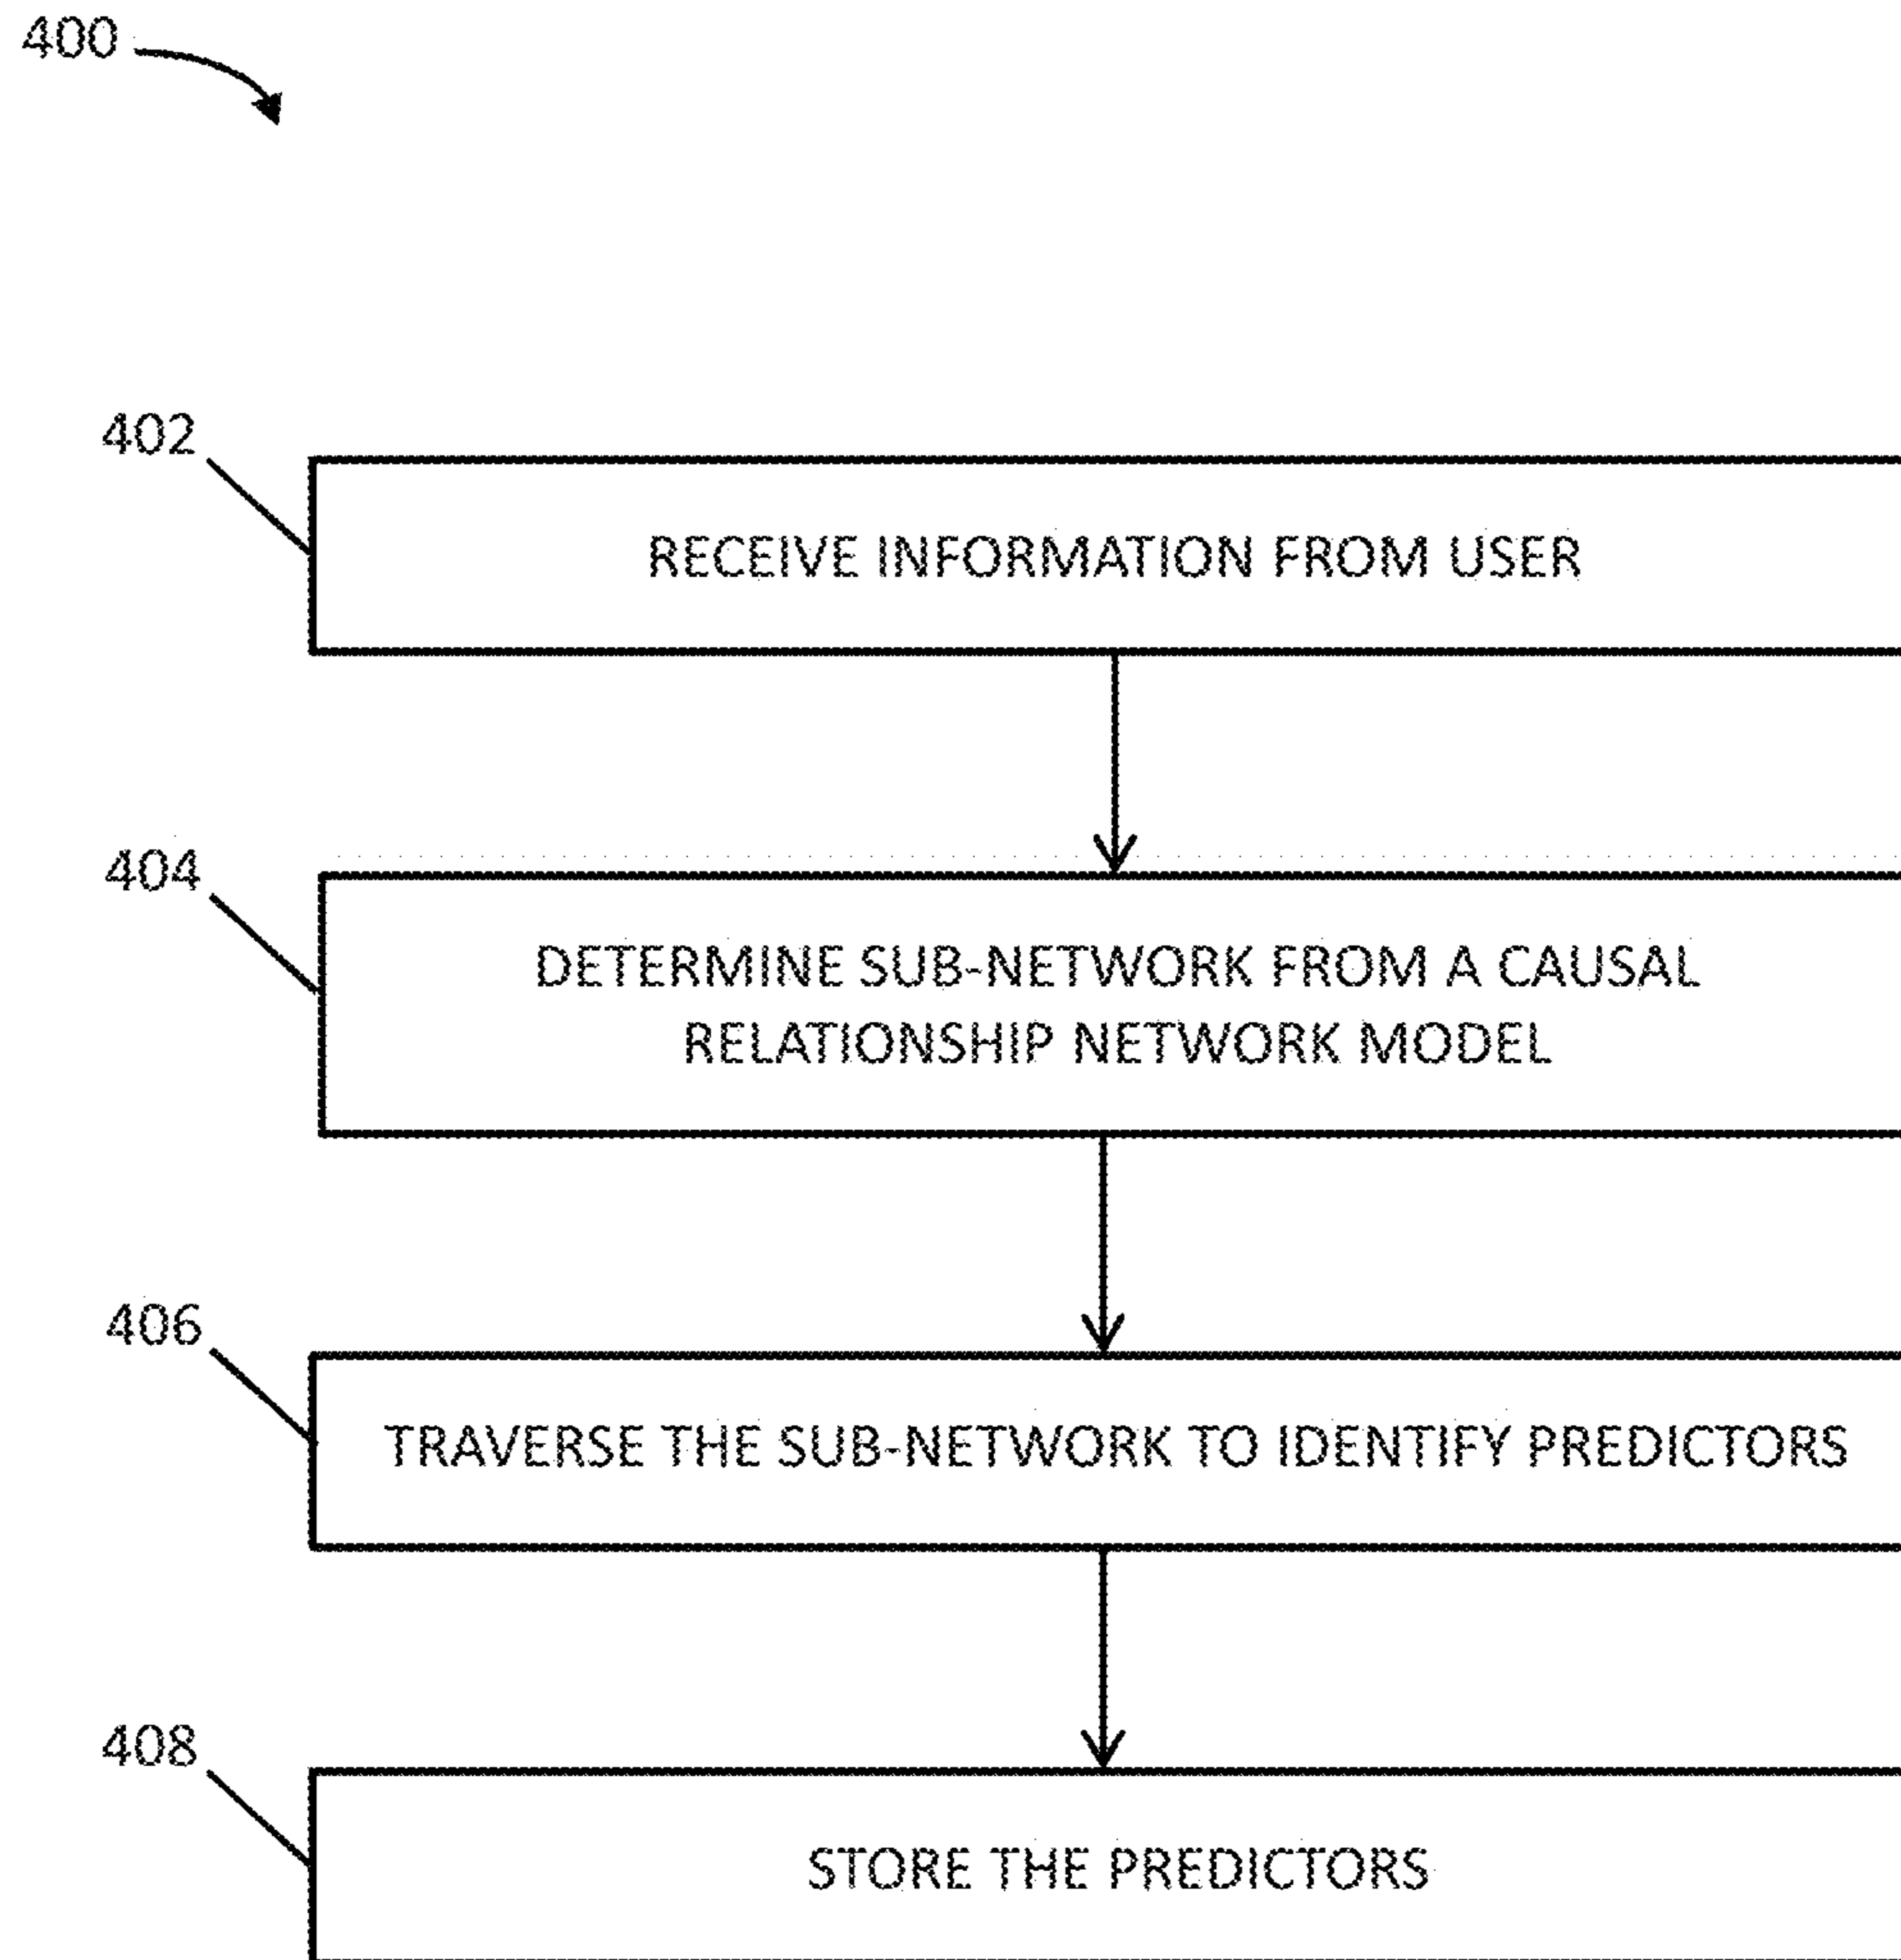 400
402
RECEIVE INFORMATION FROM USER
404
DETERMINE SUB-NETWORK FROM A CAUSAL
RELATIONSHIP NETWORK MODEL
406
TRAVERSE THE SUB-NETWORK TO IDENTIFY PREDICTORS
408
STORE THE PREDICTORS